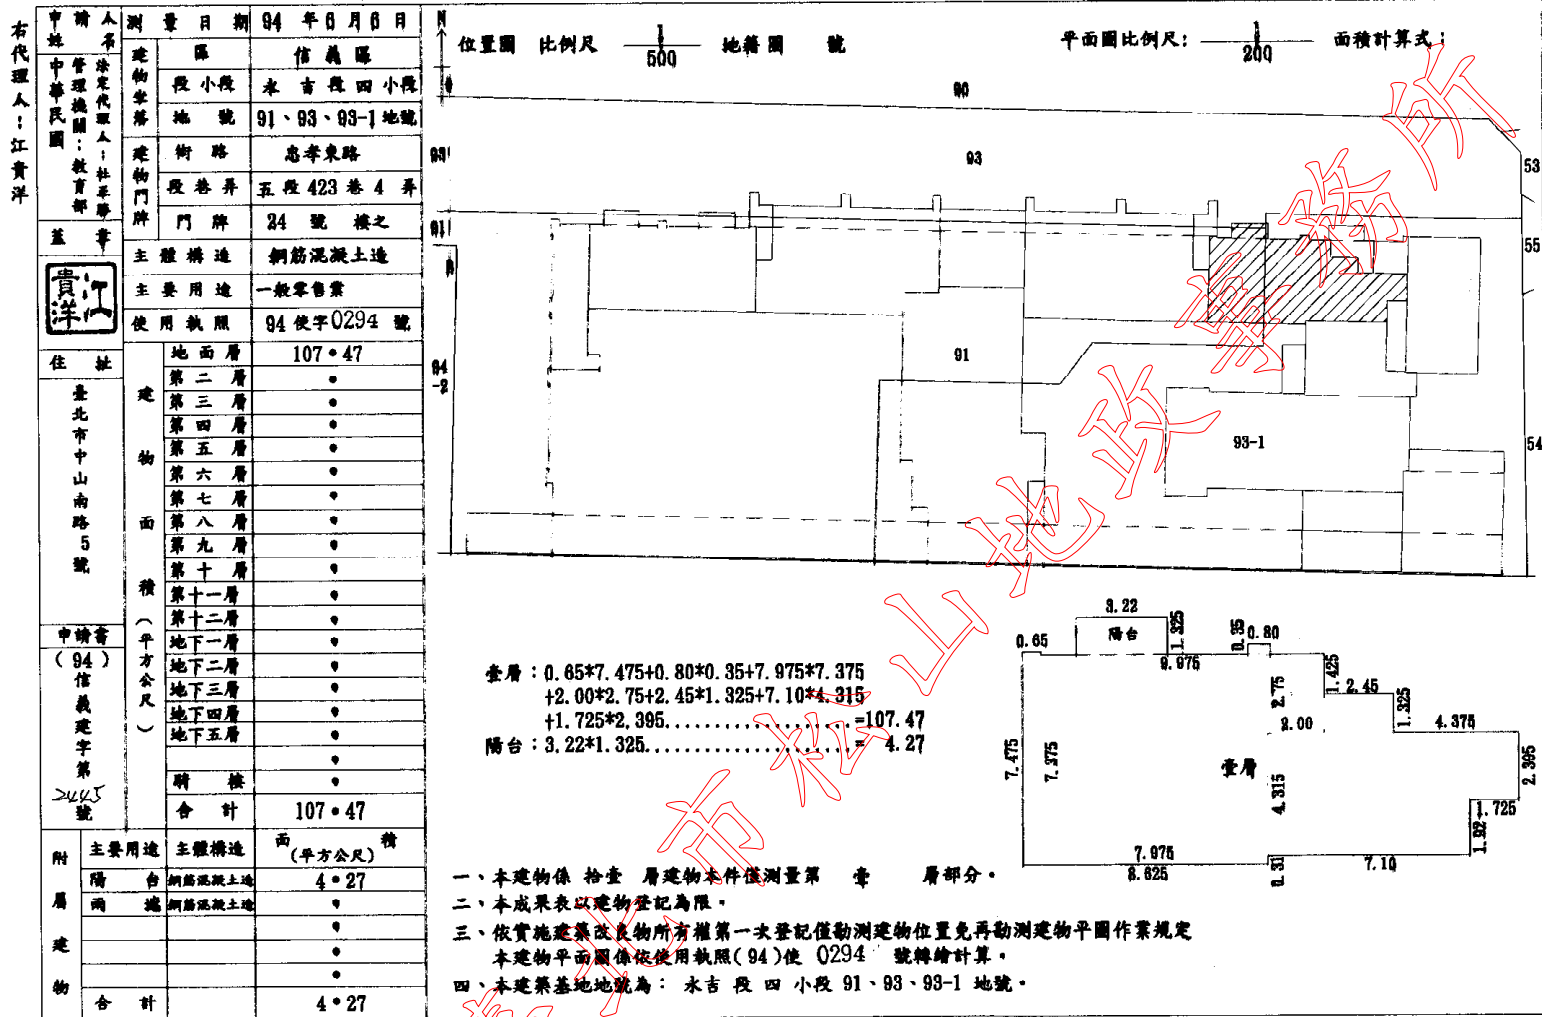 右代理人：江貴洋
申請人姓名
中華民國
管理機關：教育部
法定代理人：杜正勝
蓋章
江貴洋
住址
臺北市中山南路5號
申請書
(94)信義建字第2445號
測量日期 94年6月6日
建物坐落
區 信義區
段小段 永吉段四小段
地號 91、93、93-1地號
建物門牌
街路 忠孝東路
段巷弄 五段423巷4弄
門牌 24號 樓之
主體構造 鋼筋混凝土造
主要用途 一般零售業
使用執照 94使字0294號
建物面積(平方公尺)
地面層 107•47
第二層 •
第三層 •
第四層 •
第五層 •
第六層 •
第七層 •
第八層 •
第九層 •
第十層 •
第十一層 •
第十二層 •
地下一層 •
地下二層 •
地下三層 •
地下四層 •
地下五層 •
•
騎樓 •
合計 107•47
附屬建物
主要用途 主體構造 面積(平方公尺)
陽台 鋼筋混凝土造 4•27
雨遮 鋼筋混凝土造 •
•
•
•
合計 4•27
N
位置圖 比例尺 1/500 地籍圖 號
平面圖比例尺： 1/200 面積計算式：
90
93
93
53
91
55
94-2
91
93-1
54
壹層：0.65*7.475+0.80*0.35+7.975*7.375
+2.00*2.75+2.45*1.325+7.10*4.315
+1.725*2.395....................=107.47
陽台：3.22*1.325....................= 4.27
3.22
陽台
1.325
0.65
9.975
0.35
0.80
1.425
2.75
2.45
1.325
4.375
2.00
7.475
7.375
壹層
4.315
2.395
1.725
1.92
7.975
8.625
0.31
7.10
一、本建物係 拾壹 層建物本件僅測量第 壹 層部分。
二、本成果表以建物登記為限。
三、依實施建築改良物所有權第一次登記僅勘測建物位置免再勘測建物平圖作業規定
本建物平面圖係依使用執照(94)使 0294 號轉繪計算。
四、本建築基地地號為： 永吉 段 四 小段 91、93、93-1 地號。
臺北市松山地政事務所